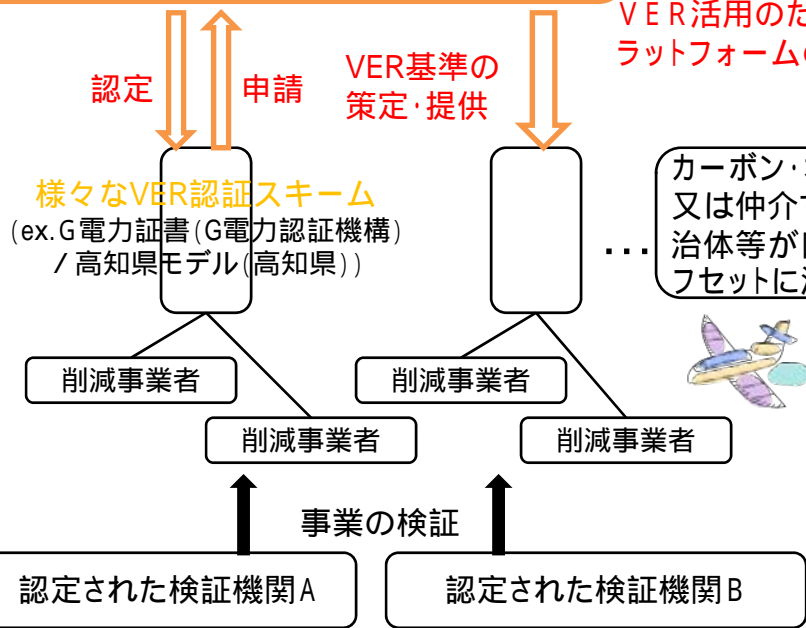 VER活用のた
ラットフォームの
認定
申請
VER基準の
策定・提供
様々なVER認証スキーム
(ex.G電力証書(G電力認証機構)
/高知県モデル(高知県))
...
カーボン・
又は仲介
治体等が
フセットに
削減事業者
削減事業者
削減事業者
削減事業者
事業の検証
認定された検証機関A
認定された検証機関B